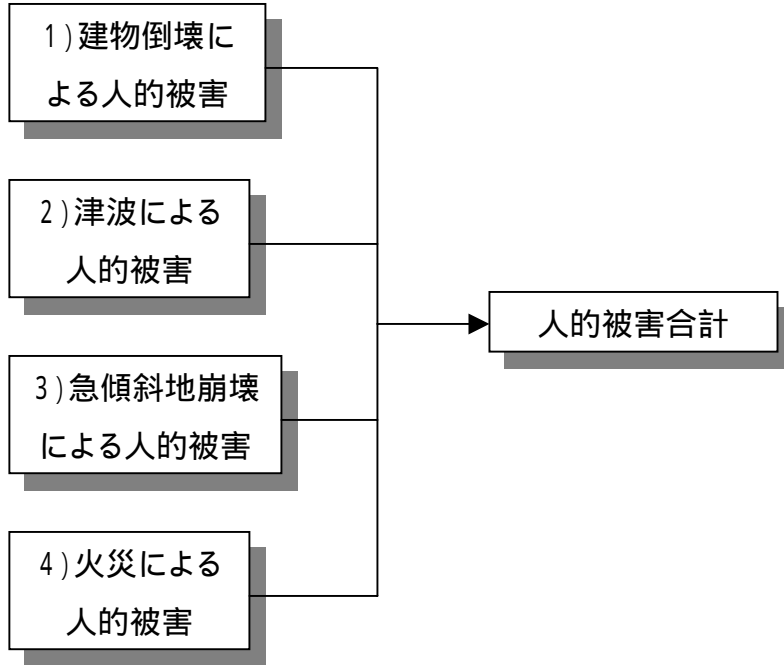 1)建物倒壊に
よる人的被害
2)津波による
人的被害
3)急傾斜地崩壊
による人的被害
4)火災による
人的被害
人的被害合計